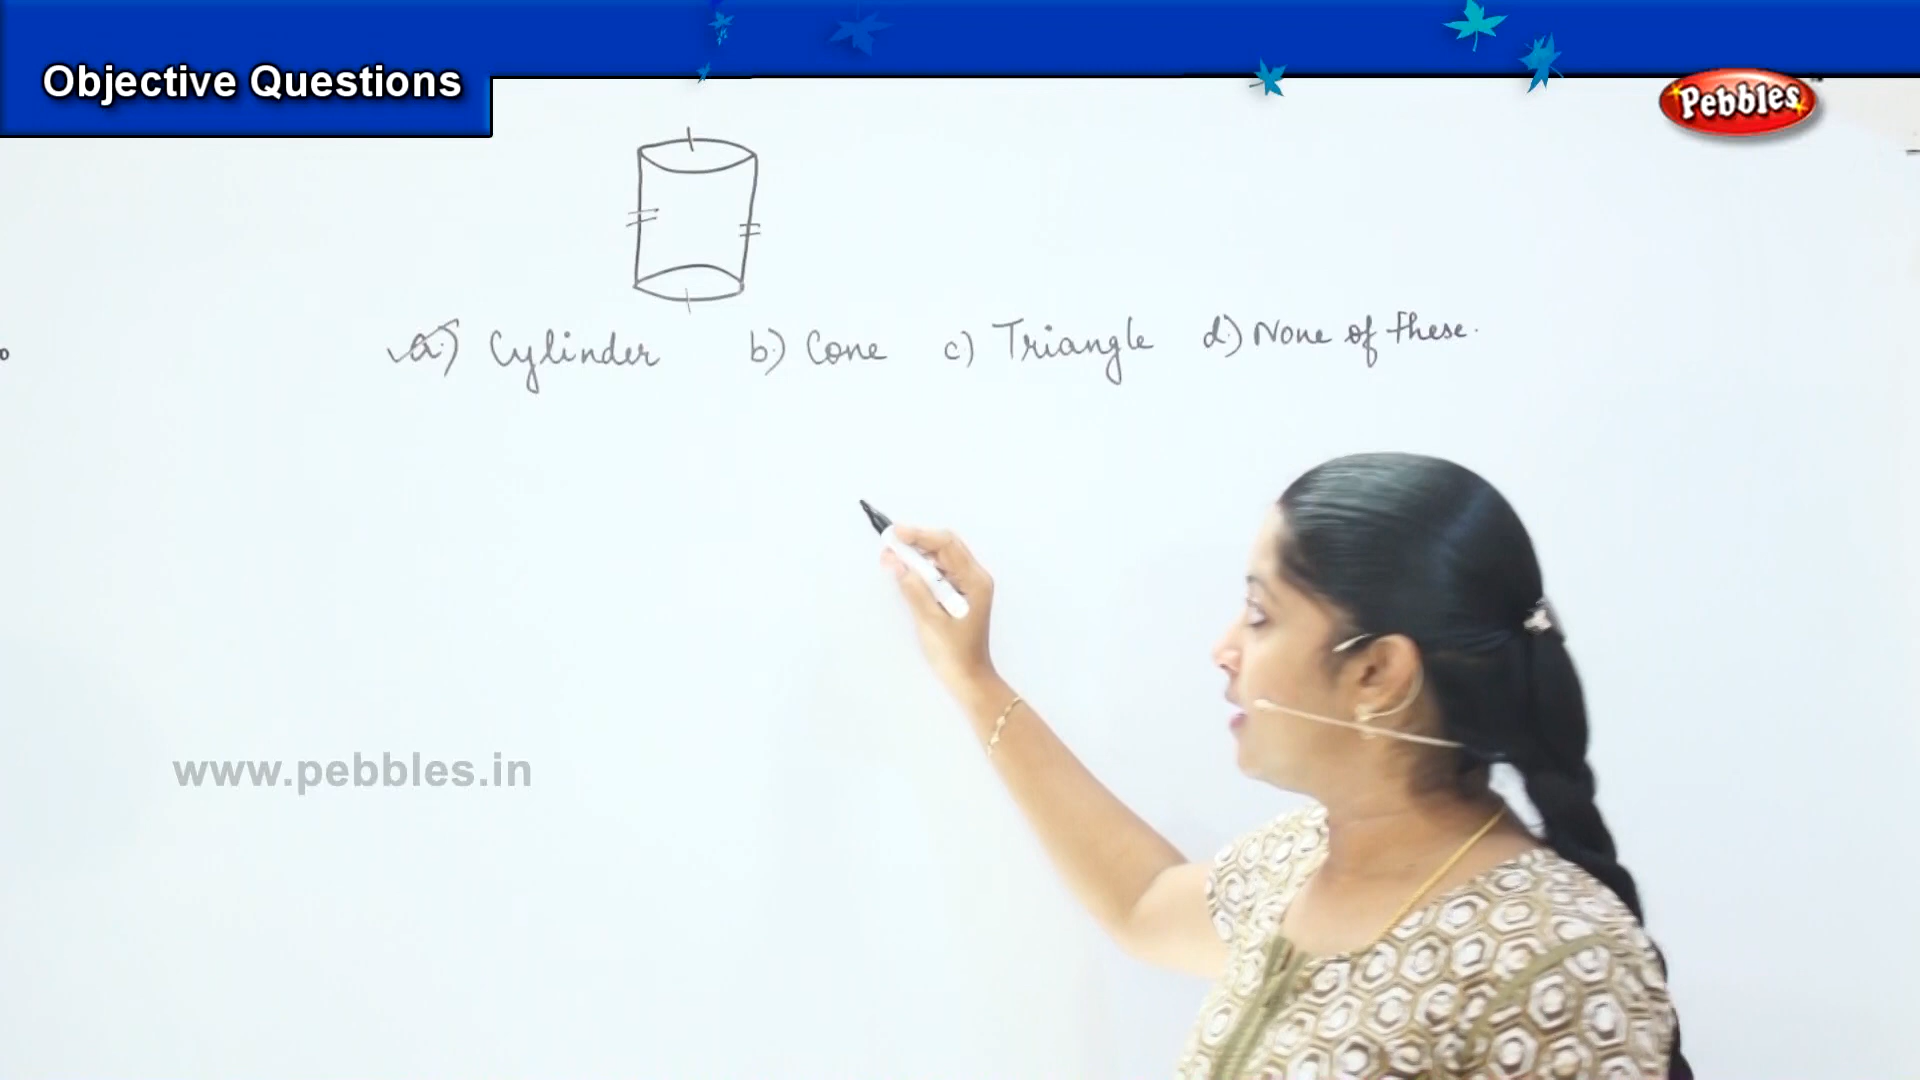 Objective Questions
Pebbles
a) Cylinder b) Cone c) Triangle d) None of these.
www.pebbles.in